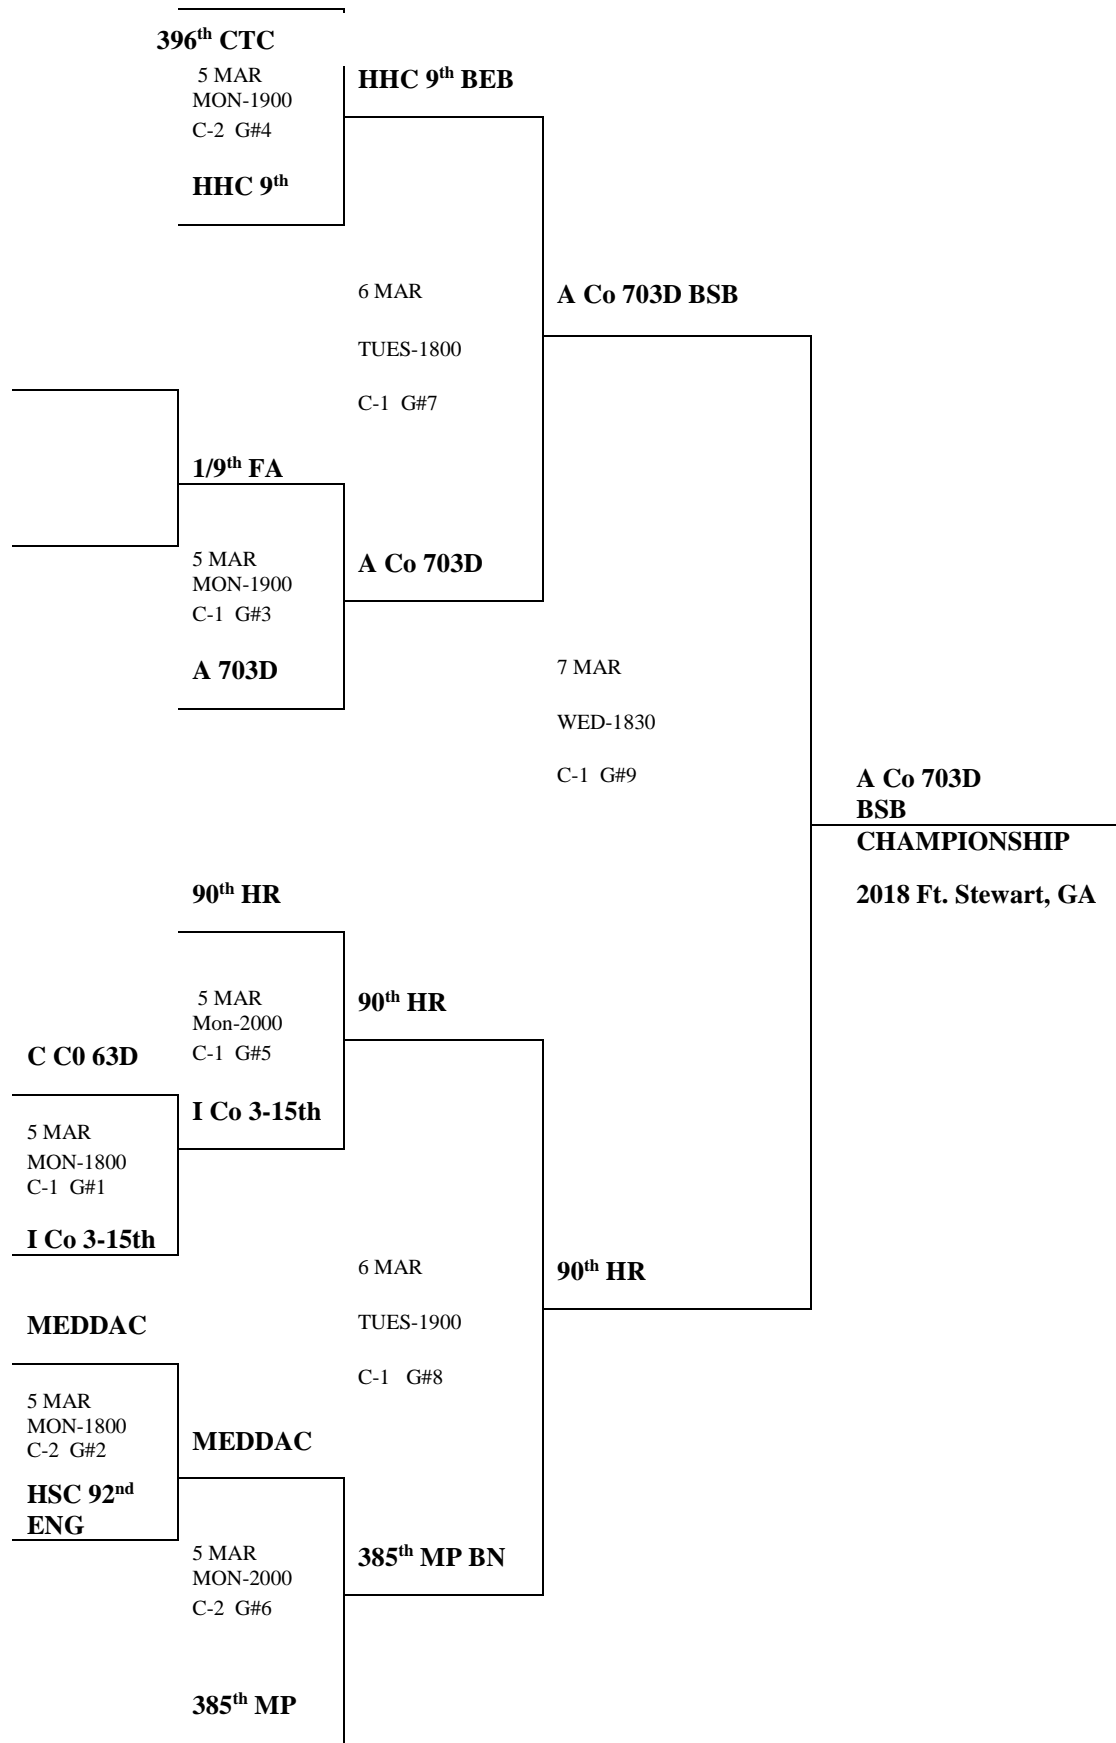 396th CTC
5 MAR
MON-1900
C-2 G#4
HHC 9th BEB
HHC 9th
6 MAR
TUES-1800
C-1 G#7
A Co 703D BSB
1/9th FA
5 MAR
MON-1900
C-1 G#3
A Co 703D
A 703D
7 MAR
WED-1830
C-1 G#9
A Co 703D
BSB
CHAMPIONSHIP
2018 Ft. Stewart, GA
90th HR
5 MAR
Mon-2000
C-1 G#5
90th HR
C C0 63D
I Co 3-15th
5 MAR
MON-1800
C-1 G#1
I Co 3-15th
6 MAR
TUES-1900
C-1 G#8
90th HR
MEDDAC
5 MAR
MON-1800
C-2 G#2
MEDDAC
HSC 92nd
ENG
5 MAR
MON-2000
C-2 G#6
385th MP BN
385th MP